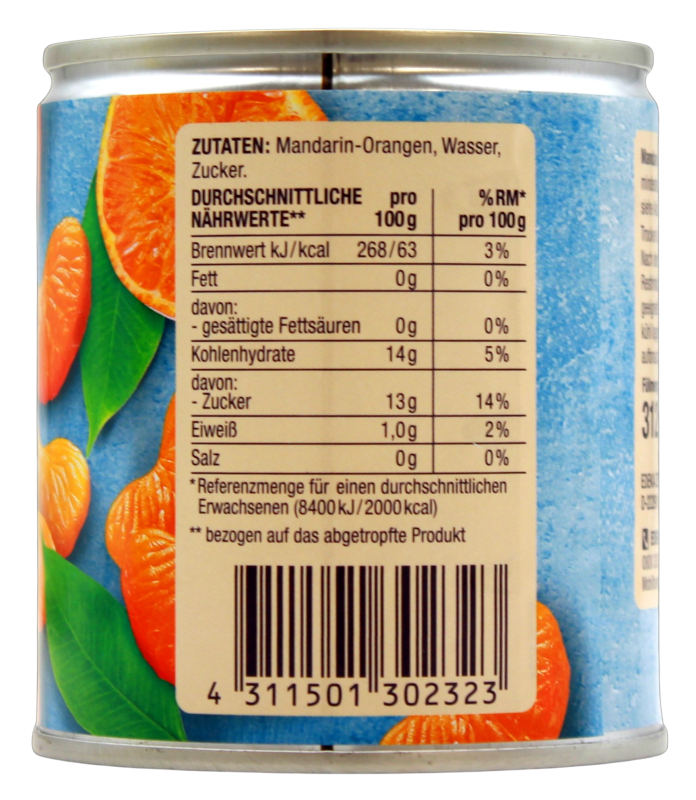 ZUTATEN: Mandarin-Orangen, Wasser,
Zucker.
DURCHSCHNITTLICHE pro %RM*
NÄHRWERTE** 100g pro 100g
Brennwert kJ/kcal 268/63 3%
Fett 0g 0%
davon:
- gesättigte Fettsäuren 0g 0%
Kohlenhydrate 14g 5%
davon:
- Zucker 13g 14%
Eiweiß 1,0g 2%
Salz 0g 0%
*Referenzmenge für einen durchschnittlichen
Erwachsenen (8400kJ/2000kcal)
** bezogen auf das abgetropfte Produkt
4 311501 302323